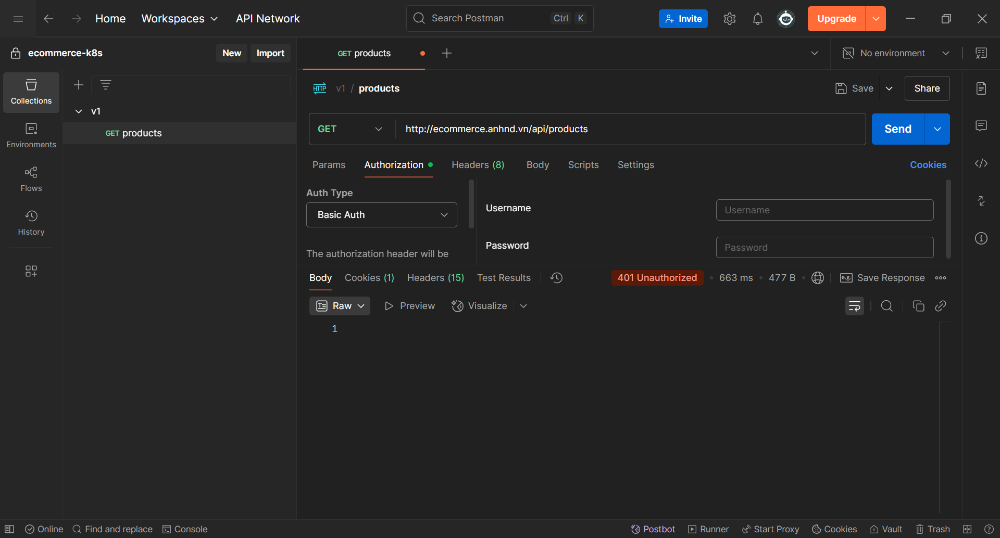 Home
Workspaces
API Network
Search Postman
Ctrl
K
Invite
Upgrade
ecommerce-k8s
New
Import
GET products
No environment
Collections
Environments
Flows
History
v1
GET products
HTTP
v1 / products
Save
Share
GET
http://ecommerce.anhnd.vn/api/products
Send
Params
Authorization
Headers (8)
Body
Scripts
Settings
Cookies
Auth Type
Basic Auth
The authorization header will be
Username
Username
Password
Password
Body
Cookies (1)
Headers (15)
Test Results
401 Unauthorized
663 ms
477 B
e.g.
Save Response
Raw
Preview
Visualize
1
Online
Find and replace
Console
Postbot
Runner
Start Proxy
Cookies
Vault
Trash